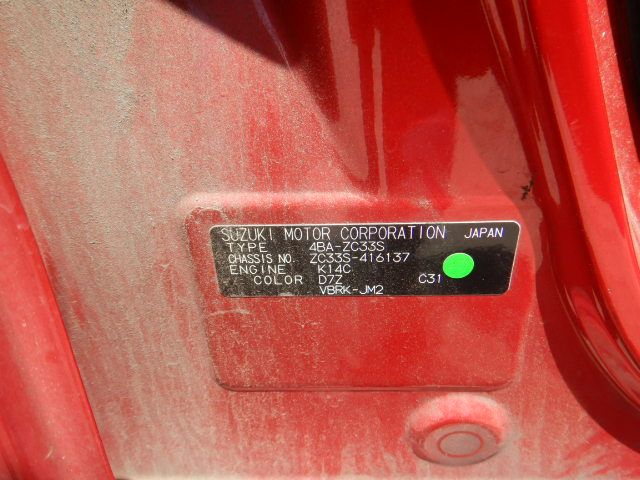 SUZUKI MOTOR CORPORATION JAPAN
TYPE 4BA-ZC33S
CHASSIS NO. ZC33S-416137
ENGINE K14C
COLOR D7Z C31
VBRK-JM2